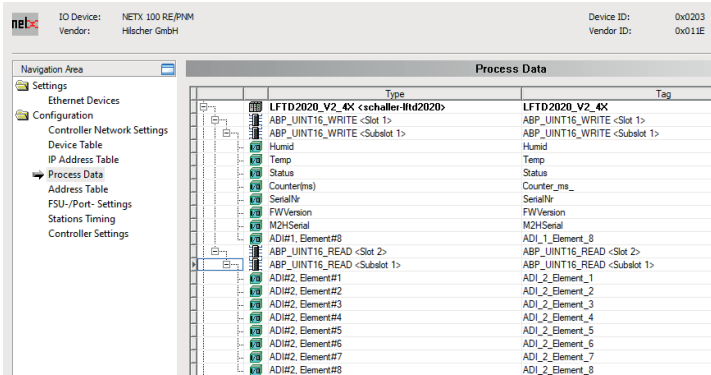 netx
IO Device: NETX 100 RE/PNM Device ID: 0x0203
Vendor: Hilscher GmbH Vendor ID: 0x011E
Navigation Area
Settings
Ethernet Devices
Configuration
Controller Network Settings
Device Table
IP Address Table
Process Data
Address Table
FSU-/Port- Settings
Stations Timing
Controller Settings
Process Data
Type Tag
LFTD2020_V2_4X <schaller-lftd2020> LFTD2020_V2_4X
ABP_UINT16_WRITE <Slot 1> ABP_UINT16_WRITE <Slot 1>
ABP_UINT16_WRITE <Subslot 1> ABP_UINT16_WRITE <Subslot 1>
Humid Humid
Temp Temp
Status Status
Counter(ms) Counter_ms_
SerialNr SerialNr
FWVersion FWVersion
M2HSerial M2HSerial
ADI#1, Element#8 ADI_1_Element_8
ABP_UINT16_READ <Slot 2> ABP_UINT16_READ <Slot 2>
ABP_UINT16_READ <Subslot 1> ABP_UINT16_READ <Subslot 1>
ADI#2, Element#1 ADI_2_Element_1
ADI#2, Element#2 ADI_2_Element_2
ADI#2, Element#3 ADI_2_Element_3
ADI#2, Element#4 ADI_2_Element_4
ADI#2, Element#5 ADI_2_Element_5
ADI#2, Element#6 ADI_2_Element_6
ADI#2, Element#7 ADI_2_Element_7
ADI#2, Element#8 ADI_2_Element_8